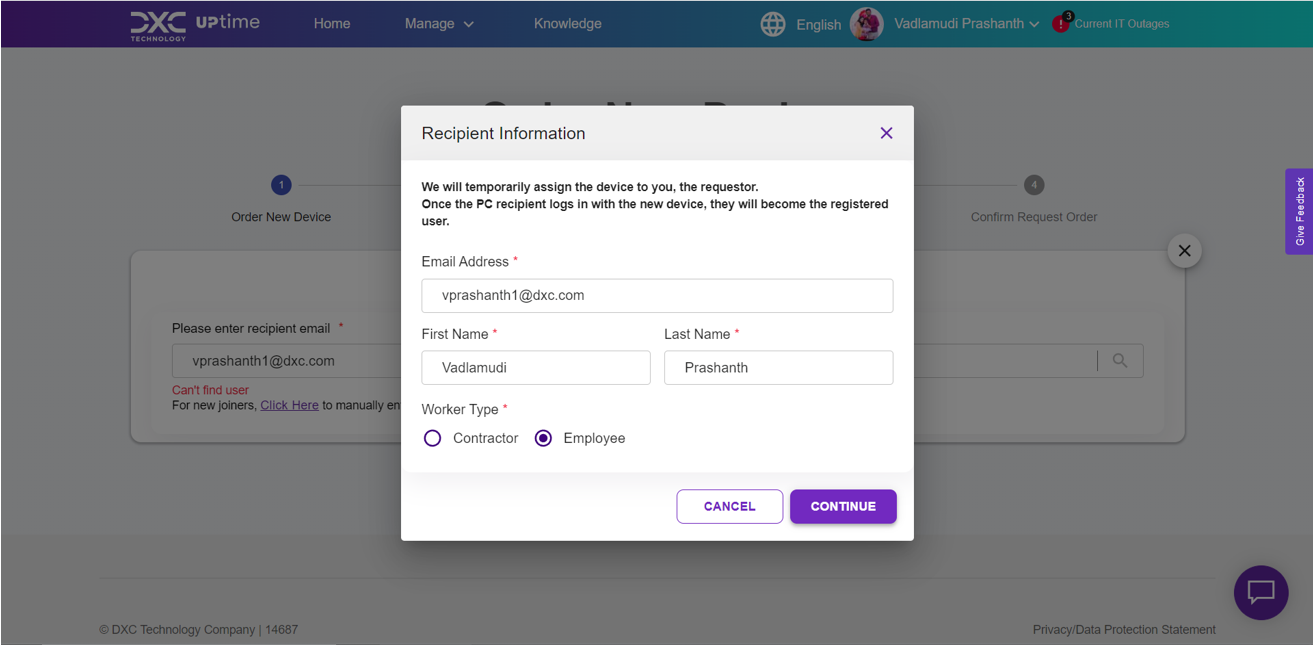 DXC TECHNOLOGY UPtime Home Manage Knowledge English Vadlamudi Prashanth 3 Current IT Outages
Recipient Information
We will temporarily assign the device to you, the requestor.
Once the PC recipient logs in with the new device, they will become the registered
user.
Email Address *
vprashanth1@dxc.com
First Name * Last Name *
Vadlamudi Prashanth
Worker Type *
Contractor Employee
CANCEL CONTINUE
1 4
Order New Device Confirm Request Order
Please enter recipient email *
vprashanth1@dxc.com
Can't find user
For new joiners, Click Here to manually en
Give Feedback
© DXC Technology Company | 14687 Privacy/Data Protection Statement